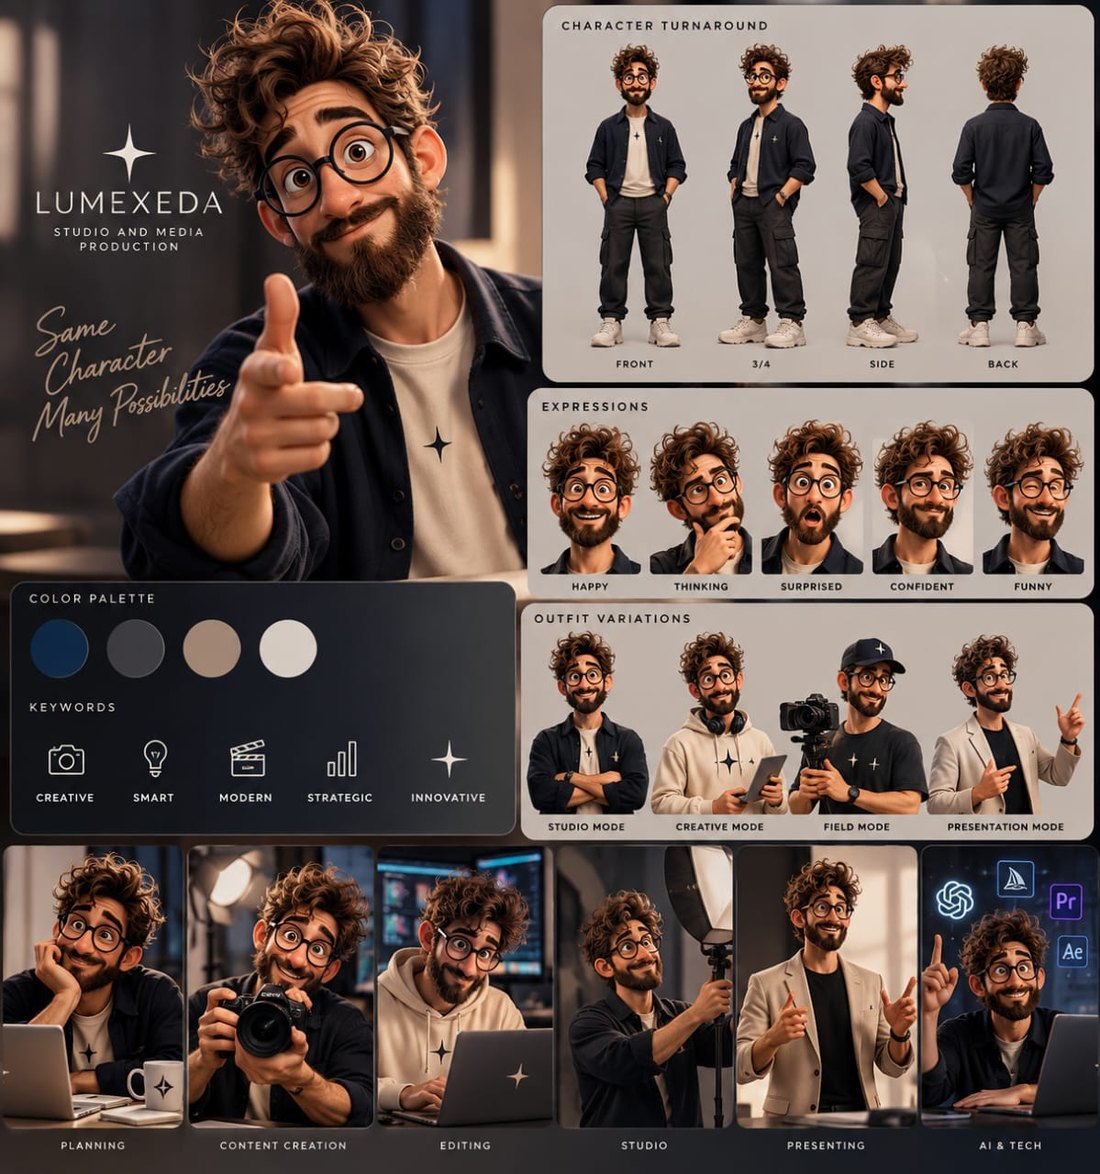 LUMEXEDA
STUDIO AND MEDIA
PRODUCTION
Same
Character
Many Possibilities
CHARACTER TURNAROUND
FRONT
3/4
SIDE
BACK
EXPRESSIONS
HAPPY
THINKING
SURPRISED
CONFIDENT
FUNNY
COLOR PALETTE
KEYWORDS
CREATIVE
SMART
MODERN
STRATEGIC
INNOVATIVE
OUTFIT VARIATIONS
STUDIO MODE
CREATIVE MODE
FIELD MODE
PRESENTATION MODE
Pr
Ae
PLANNING
CONTENT CREATION
EDITING
STUDIO
PRESENTING
AI & TECH